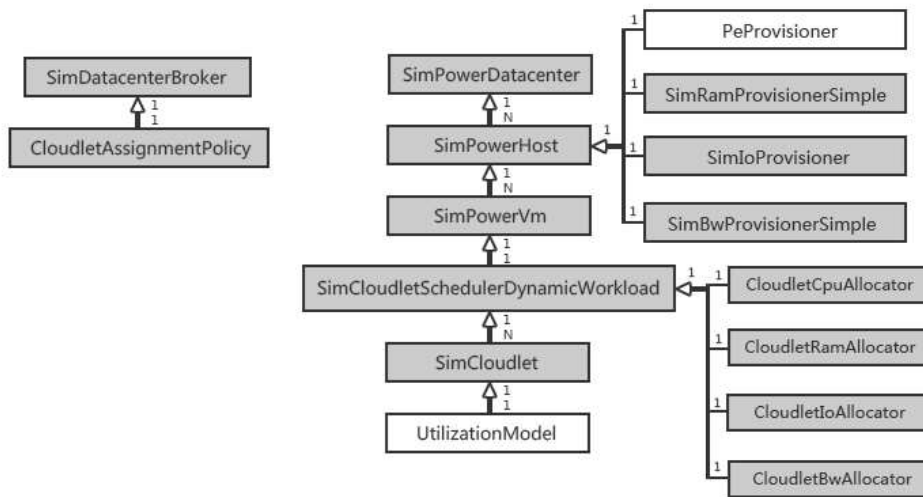 SimDatacenterBroker
1
1
CloudletAssignmentPolicy
SimPowerDatacenter
1
N
SimPowerHost
1
N
SimPowerVm
1
1
SimCloudletSchedulerDynamicWorkload
1
N
SimCloudlet
1
1
UtilizationModel
1
1
PeProvisioner
1
SimRamProvisionerSimple
1
SimIoProvisioner
1
SimBwProvisionerSimple
1
1
CloudletCpuAllocator
1
CloudletRamAllocator
1
CloudletIoAllocator
1
CloudletBwAllocator